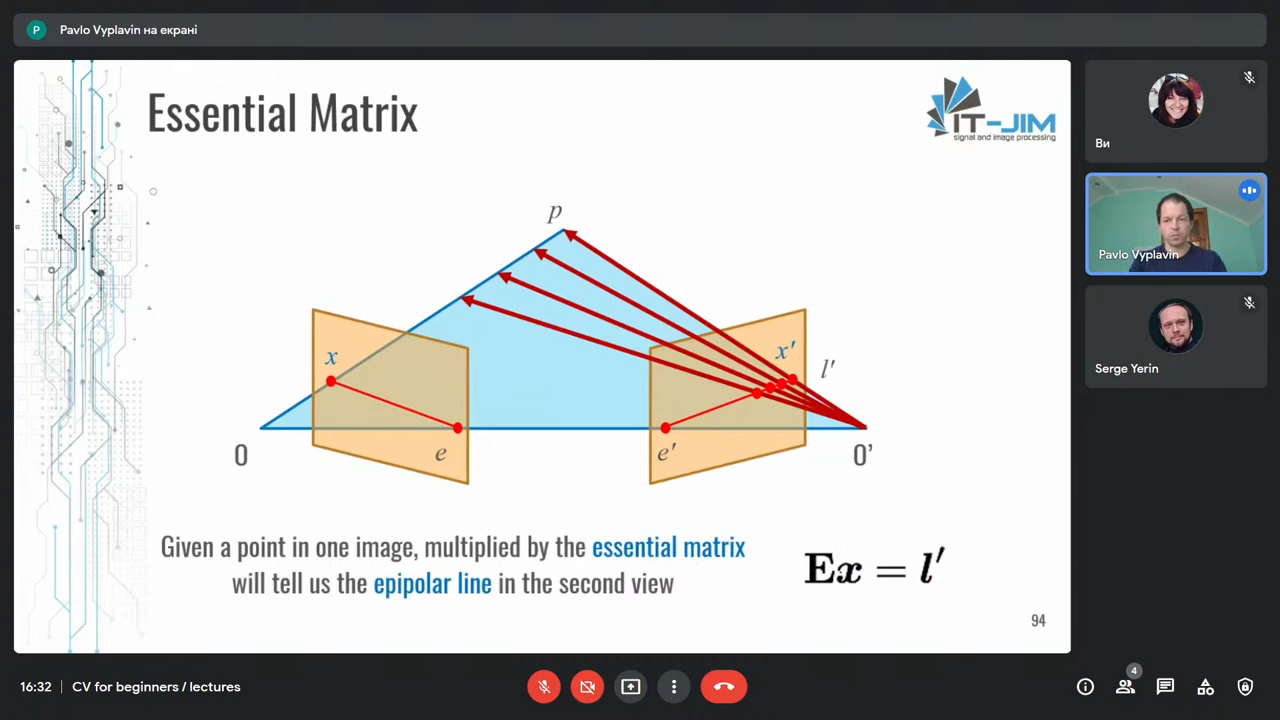 P Pavlo Vyplavin на екрані
Essential Matrix
IT-JIM
signal and image processing
p
x
x'
l'
O
e
e'
O'
Given a point in one image, multiplied by the essential matrix
will tell us the epipolar line in the second view
Ex = l'
94
Ви
Pavlo Vyplavin
Serge Yerin
16:32 | CV for beginners / lectures
4